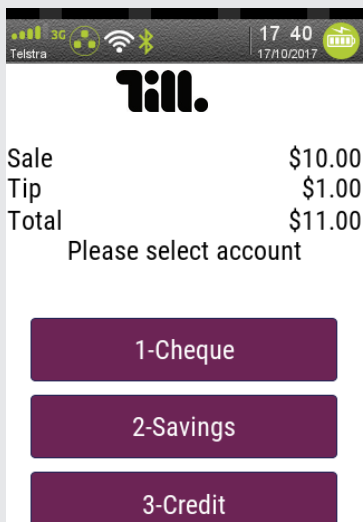 3G
Telstra
17 40
17/10/2017
Till.
Sale $10.00
Tip $1.00
Total $11.00
Please select account
1-Cheque
2-Savings
3-Credit